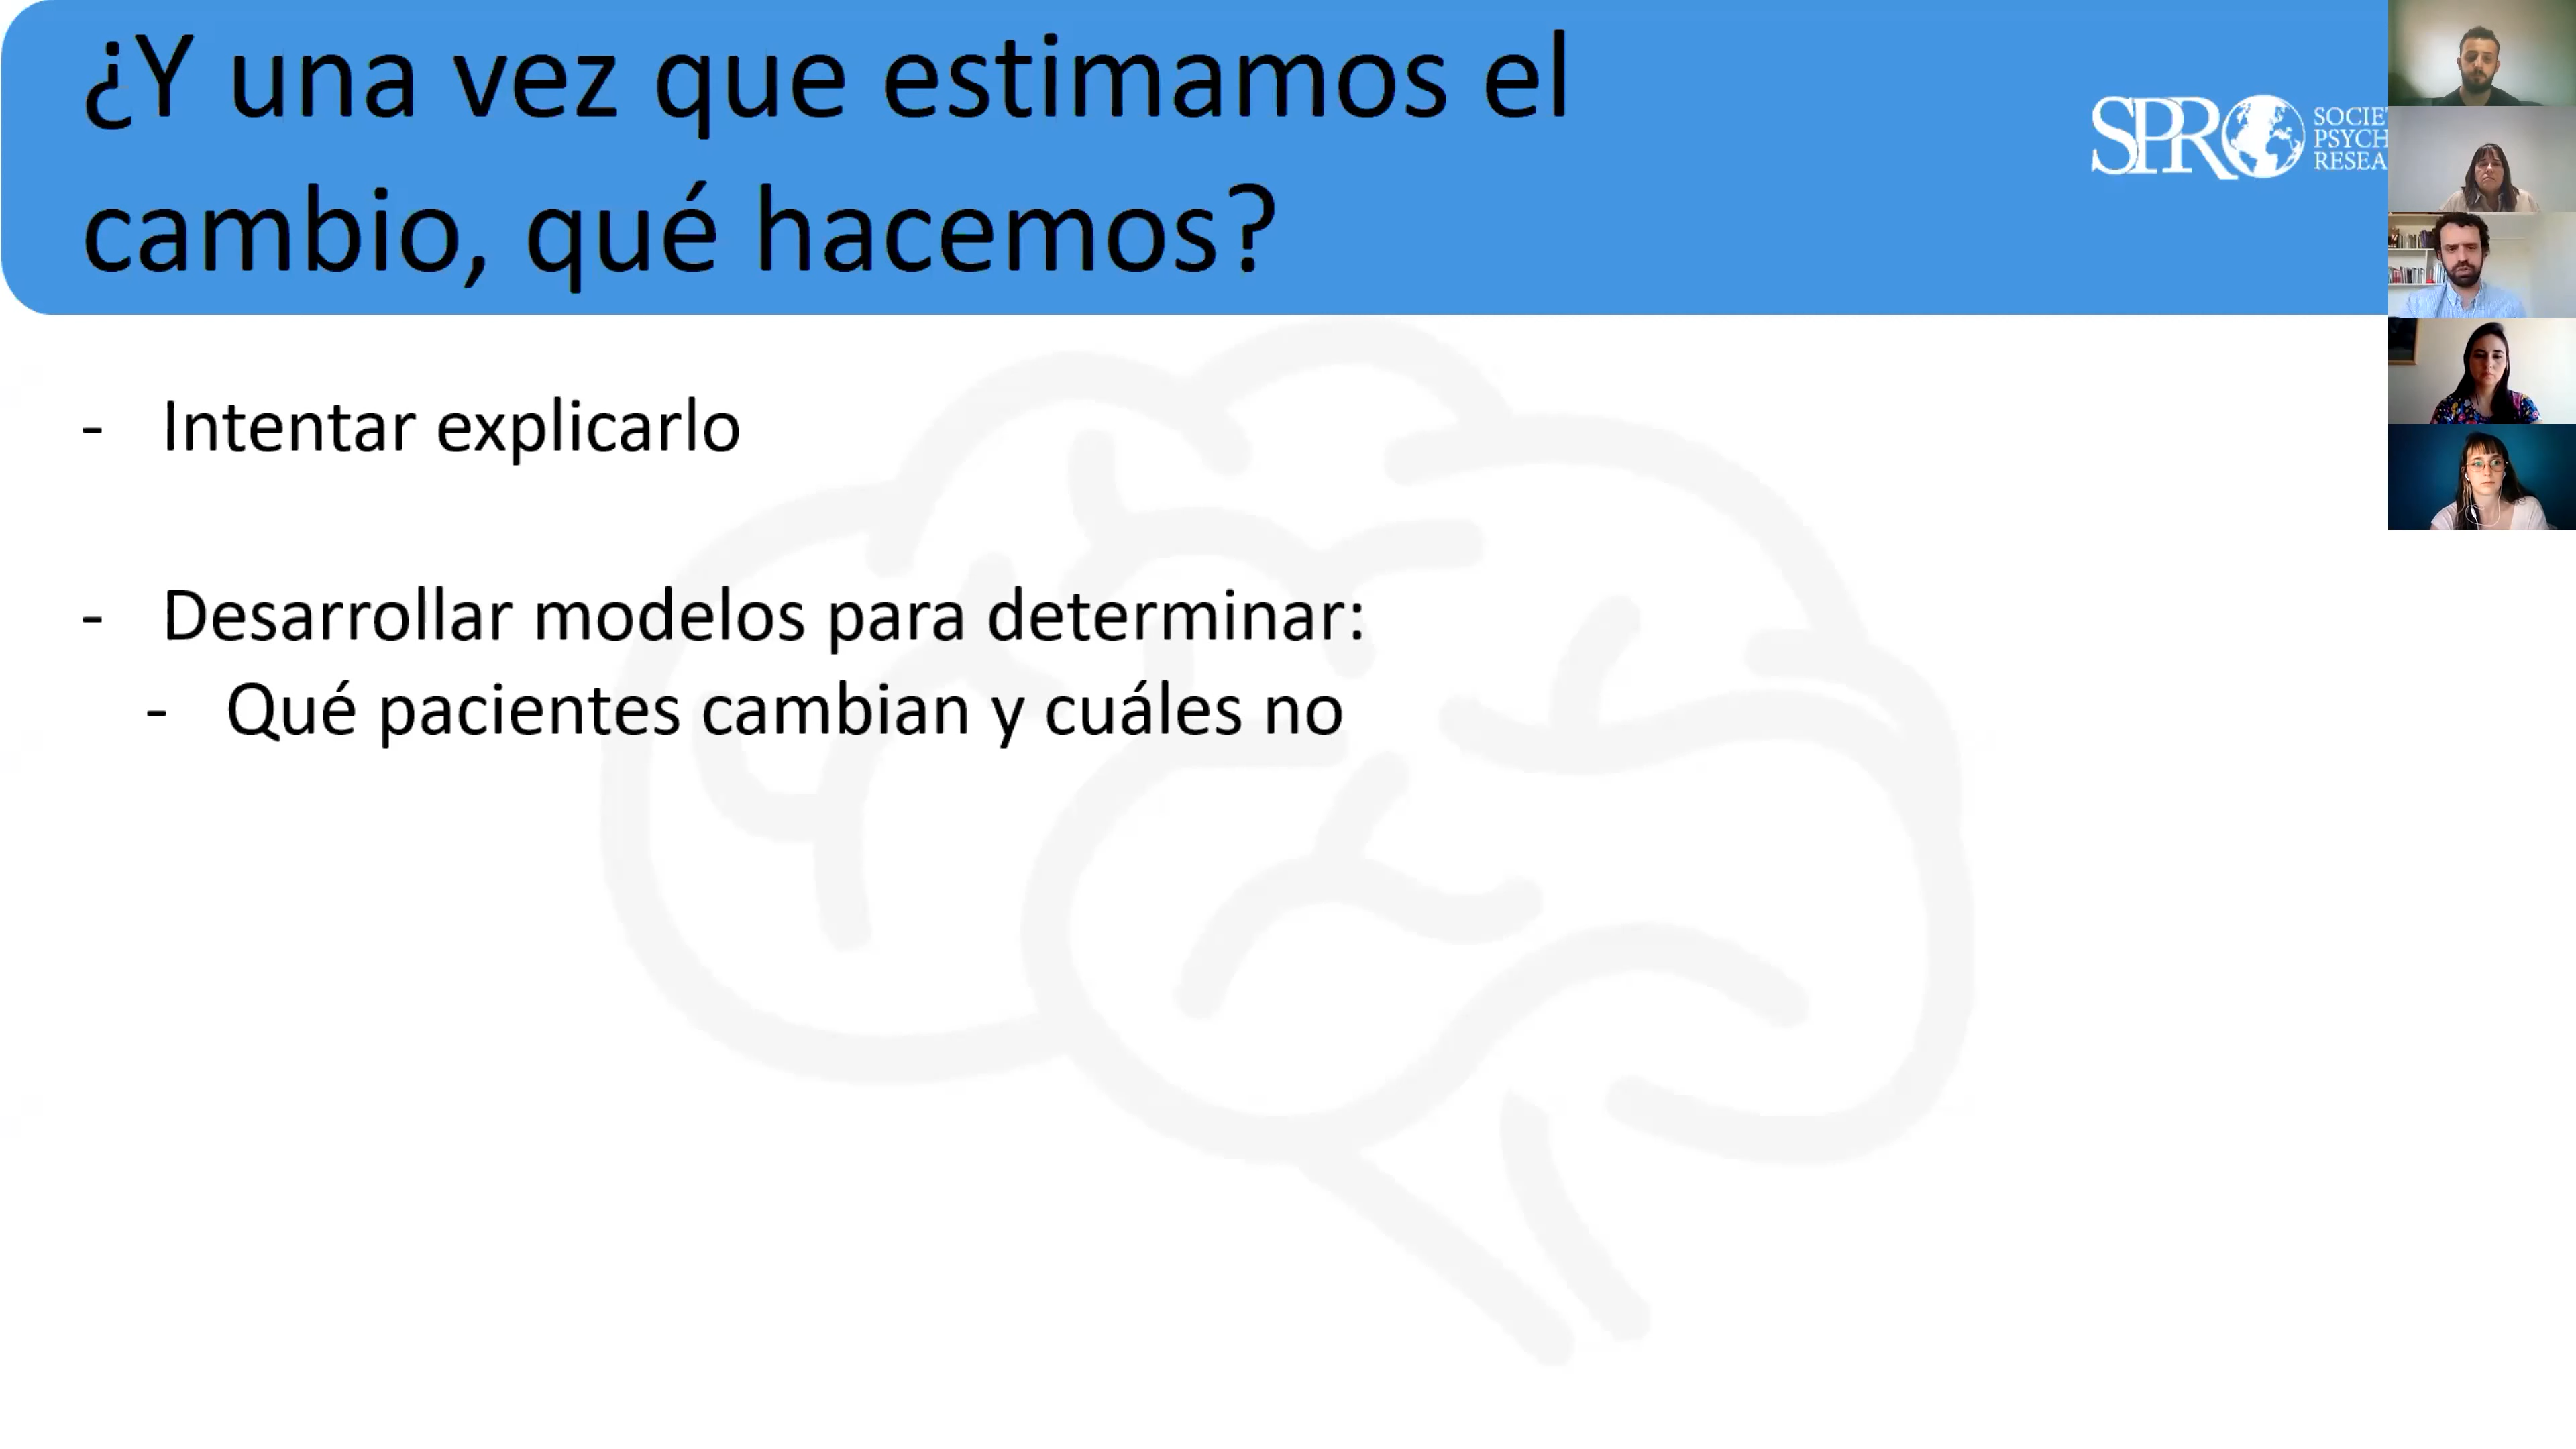 ¿Y una vez que estimamos el
cambio, qué hacemos?
SPR
SOCIE
PSYCH
RESEA
- Intentar explicarlo
- Desarrollar modelos para determinar:
- Qué pacientes cambian y cuáles no